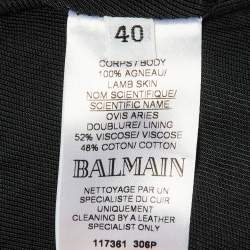 40
CORPS/ BODY
100% AGNEAU/
LAMB SKIN
NOM SCIENTIFIQUE/
SCIENTIFIC NAME
OVIS ARIES
DOUBLURE/ LINING
52% VISCOSE/ VISCOSE
48% COTON/ COTTON
BALMAIN
NETTOYAGE PAR UN
SPECIALISTE DU CUIR
UNIQUEMENT
CLEANING BY A LEATHER
SPECIALIST ONLY
117361 306P